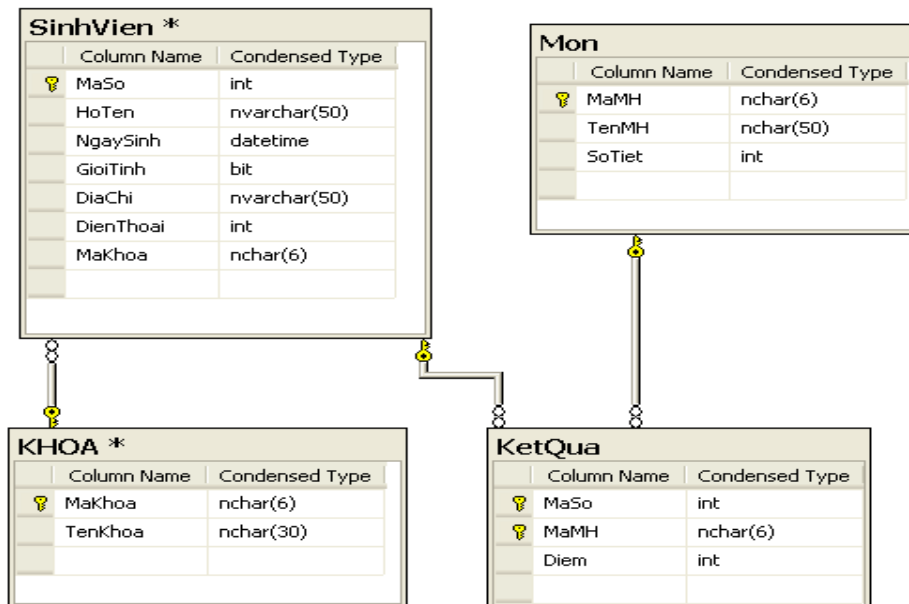 SinhVien *
Column Name Condensed Type
MaSo int
HoTen nvarchar(50)
NgaySinh datetime
GioiTinh bit
DiaChi nvarchar(50)
DienThoai int
MaKhoa nchar(6)
Mon
Column Name Condensed Type
MaMH nchar(6)
TenMH nchar(50)
SoTiet int
KHOA *
Column Name Condensed Type
MaKhoa nchar(6)
TenKhoa nchar(30)
KetQua
Column Name Condensed Type
MaSo int
MaMH nchar(6)
Diem int